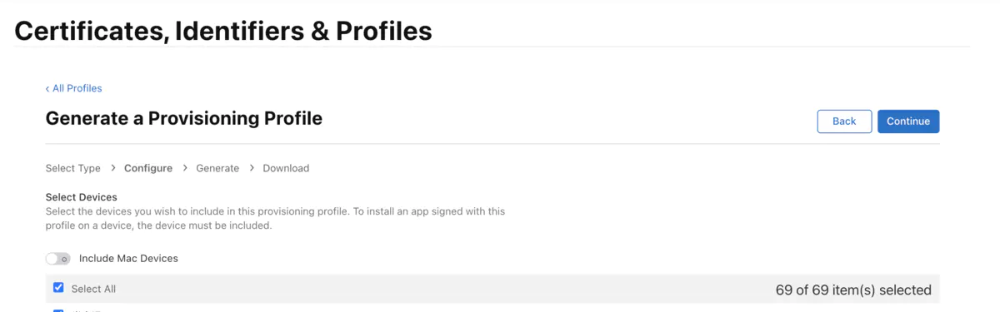 Certificates, Identifiers & Profiles
‹ All Profiles
Generate a Provisioning Profile
Back
Continue
Select Type > Configure > Generate > Download
Select Devices
Select the devices you wish to include in this provisioning profile. To install an app signed with this
profile on a device, the device must be included.
Include Mac Devices
Select All
69 of 69 item(s) selected